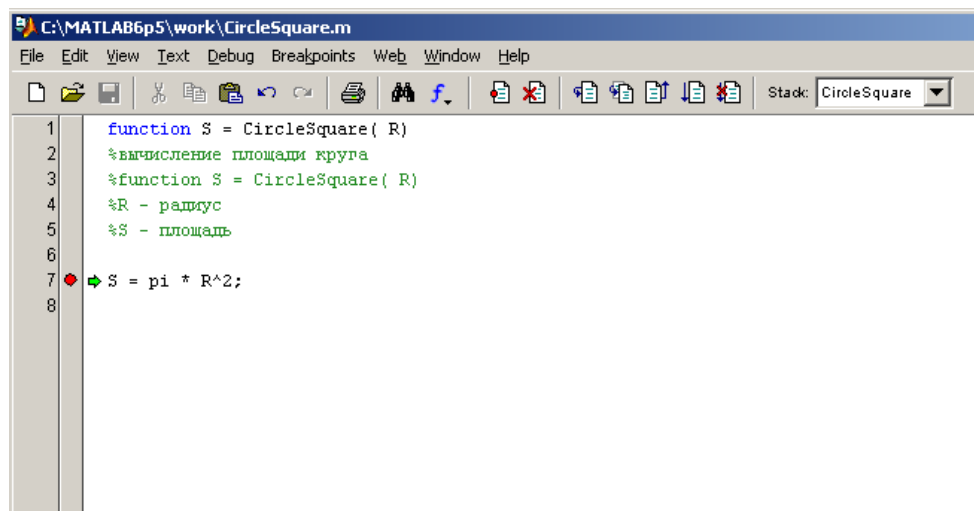 C:\MATLAB6p5\work\CircleSquare.m
File Edit View Text Debug Breakpoints Web Window Help
Stack: CircleSquare
1 function S = CircleSquare( R)
2 %вычисление площади круга
3 %function S = CircleSquare( R)
4 %R - радиус
5 %S - площадь
6
7 S = pi * R^2;
8